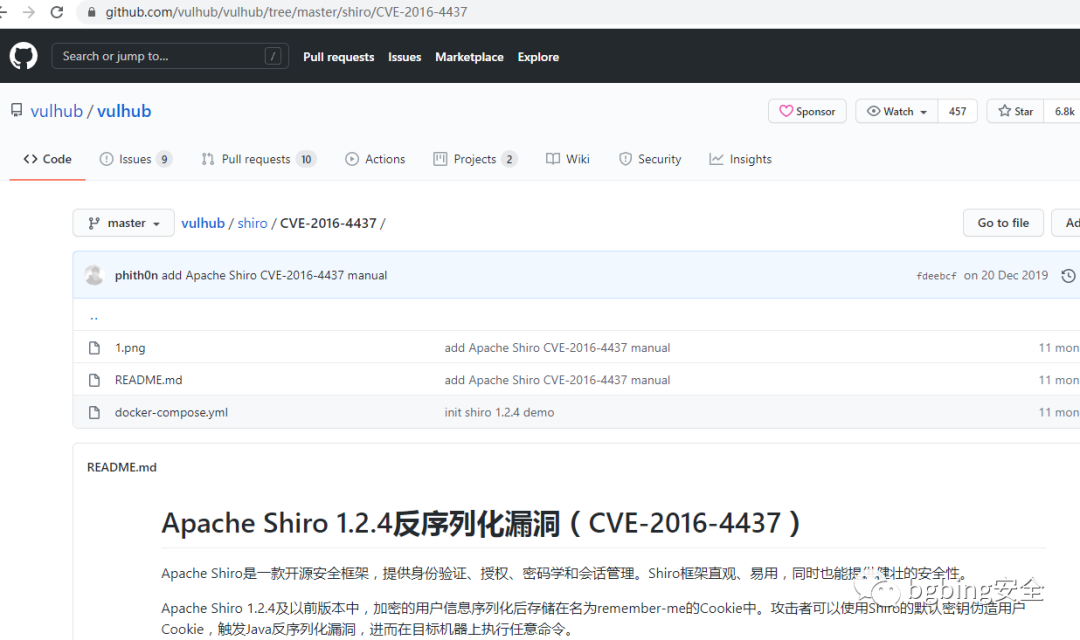 github.com/vulhub/vulhub/tree/master/shiro/CVE-2016-4437
Search or jump to... / Pull requests Issues Marketplace Explore
vulhub / vulhub Sponsor Watch 457 Star 6.8k
Code Issues 9 Pull requests 10 Actions Projects 2 Wiki Security Insights
master vulhub / shiro / CVE-2016-4437 / Go to file Ad
phith0n add Apache Shiro CVE-2016-4437 manual fdeebcf on 20 Dec 2019
..
1.png add Apache Shiro CVE-2016-4437 manual 11 mon
README.md add Apache Shiro CVE-2016-4437 manual 11 mon
docker-compose.yml init shiro 1.2.4 demo 11 mon
README.md
Apache Shiro 1.2.4反序列化漏洞（CVE-2016-4437）
Apache Shiro是一款开源安全框架，提供身份验证、授权、密码学和会话管理。Shiro框架直观、易用，同时也能提供健壮的安全性。
bgbing安全
Apache Shiro 1.2.4及以前版本中，加密的用户信息序列化后存储在名为remember-me的Cookie中。攻击者可以使用Shiro的默认密钥伪造用户
Cookie，触发Java反序列化漏洞，进而在目标机器上执行任意命令。